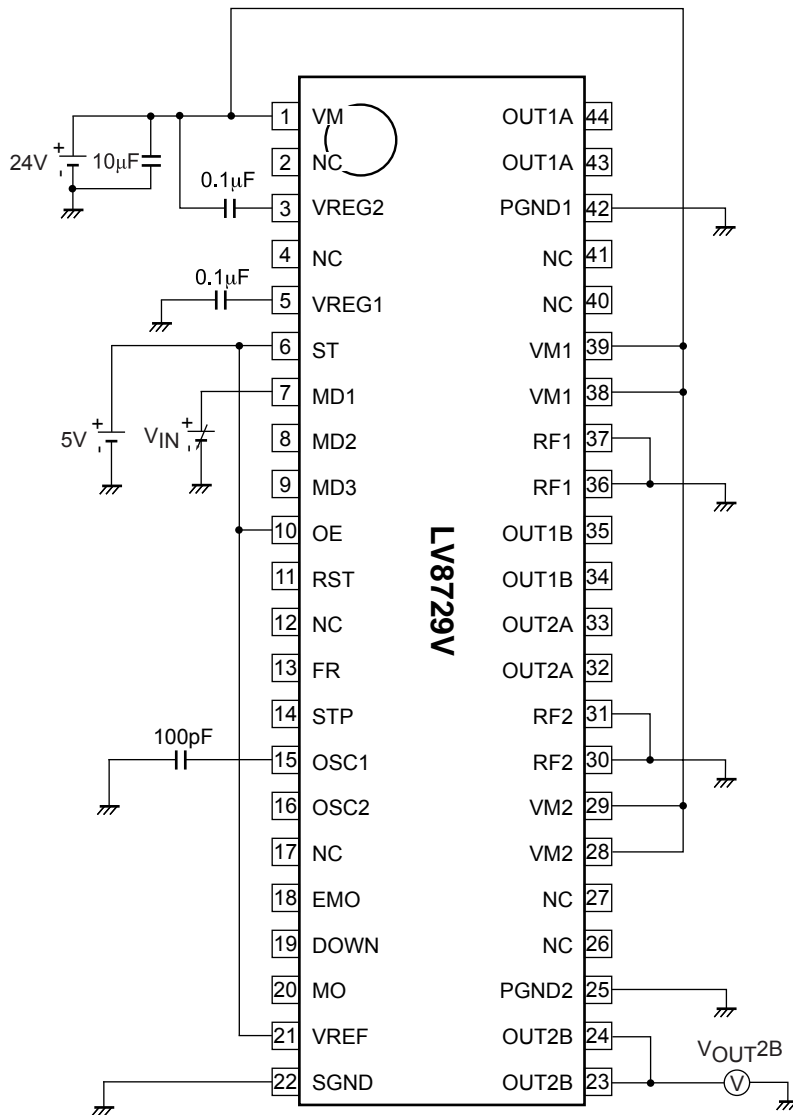 1 VM OUT1A 44
2 NC OUT1A 43
24V + - 10μF
0.1μF
3 VREG2 PGND1 42
4 NC NC 41
0.1μF
5 VREG1 NC 40
6 ST VM1 39
7 MD1 VM1 38
5V + - VIN + -
8 MD2 RF1 37
9 MD3 RF1 36
10 OE OUT1B 35
11 RST OUT1B 34
LV8729V
12 NC OUT2A 33
13 FR OUT2A 32
14 STP RF2 31
100pF
15 OSC1 RF2 30
16 OSC2 VM2 29
17 NC VM2 28
18 EMO NC 27
19 DOWN NC 26
20 MO PGND2 25
21 VREF OUT2B 24
VOUT2B
22 SGND OUT2B 23
V